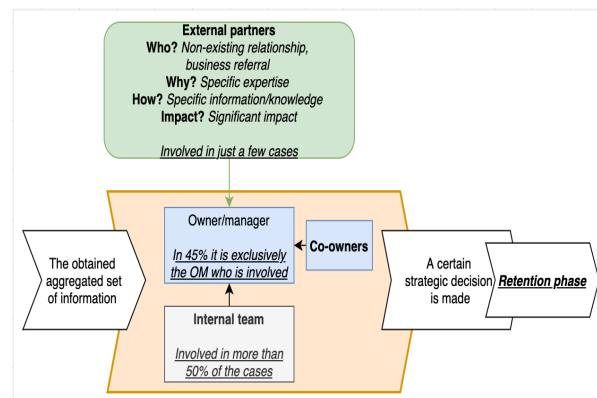 External partners
Who? Non-existing relationship,
business referral
Why? Specific expertise
How? Specific information/knowledge
Impact? Significant impact
Involved in just a few cases
Owner/manager
In 45% it is exclusively
the OM who is involved
Co-owners
The obtained
aggregated set
of information
A certain
strategic decision
is made
Retention phase
Internal team
Involved in more than
50% of the cases